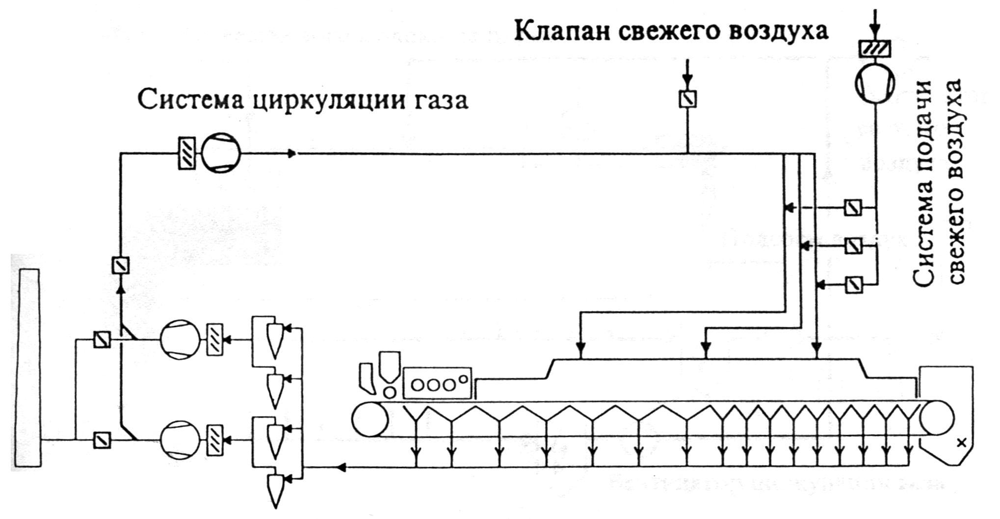 Клапан свежего воздуха
Система циркуляции газа
Система подачи
свежего воздуха